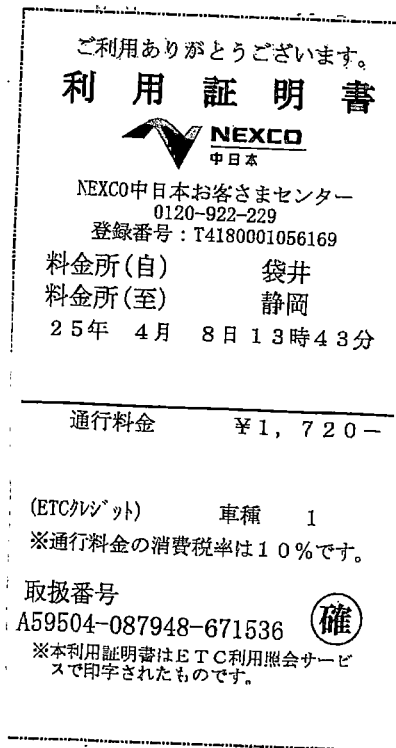 ご利用ありがとうございます。
利用証明書
NEXCO
中日本
NEXCO中日本お客さまセンター
0120-922-229
登録番号：T4180001056169
料金所(自) 袋井
料金所(至) 静岡
25年 4月 8日13時43分
通行料金 ¥1,720-
(ETCｸﾚｼﾞｯﾄ) 車種 1
※通行料金の消費税率は10%です。
取扱番号
A59504-087948-671536 確
※本利用証明書はETC利用照会サービ
スで印字されたものです。